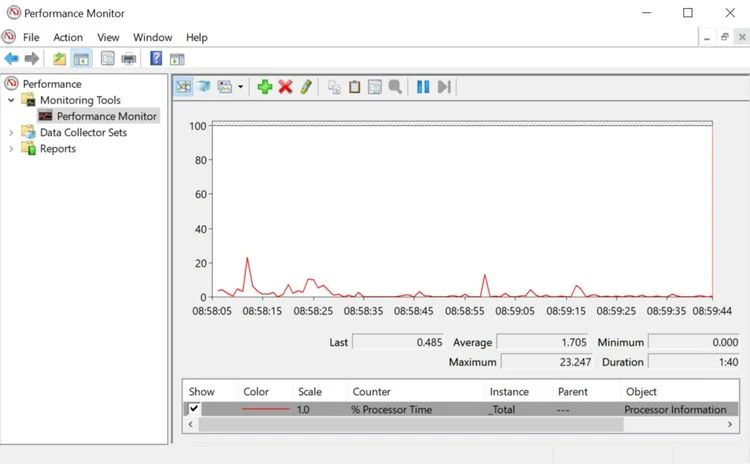 Performance Monitor
File Action View Window Help
Performance
Monitoring Tools
Performance Monitor
Data Collector Sets
Reports
100
80
60
40
20
0
08:58:05 08:58:15 08:58:25 08:58:35 08:58:45 08:58:55 08:59:05 08:59:15 08:59:25 08:59:35 08:59:44
Last 0.485 Average 1.705 Minimum 0.000
Maximum 23.247 Duration 1:40
Show Color Scale Counter Instance Parent Object
1.0 % Processor Time _Total --- Processor Information